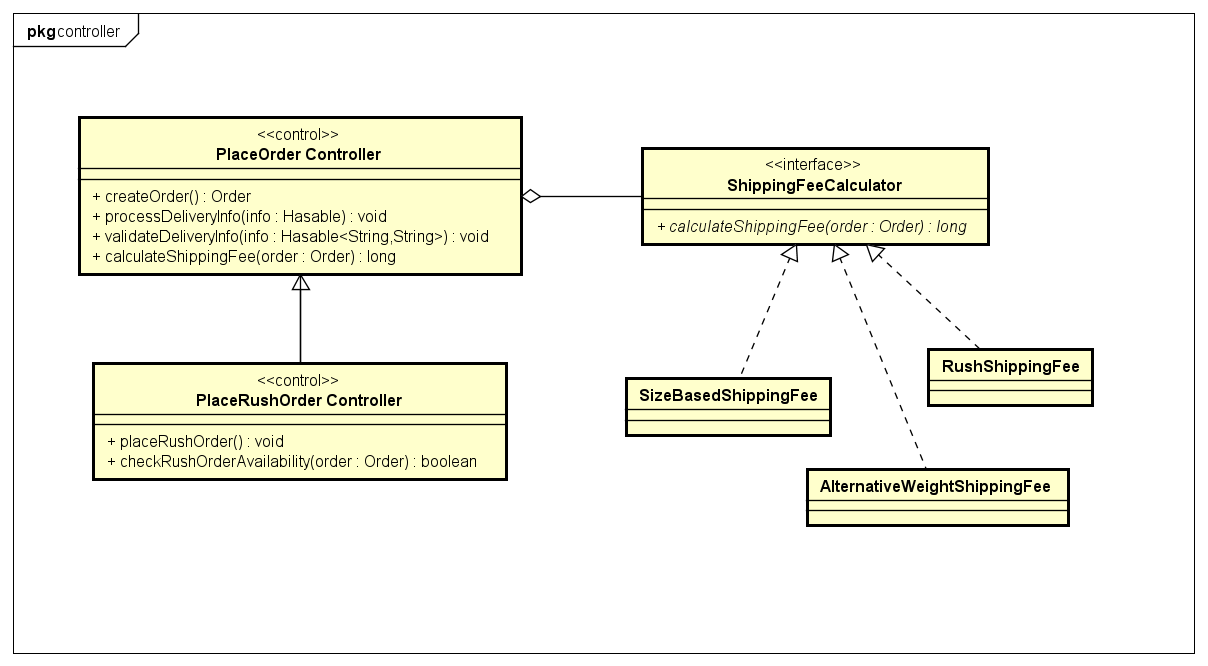 pkg controller
<<control>>
PlaceOrder Controller
+ createOrder() : Order
+ processDeliveryInfo(info : Hasable) : void
+ validateDeliveryInfo(info : Hasable<String,String>) : void
+ calculateShippingFee(order : Order) : long
<<interface>>
ShippingFeeCalculator
+ calculateShippingFee(order : Order) : long
<<control>>
PlaceRushOrder Controller
+ placeRushOrder() : void
+ checkRushOrderAvailability(order : Order) : boolean
RushShippingFee
SizeBasedShippingFee
AlternativeWeightShippingFee